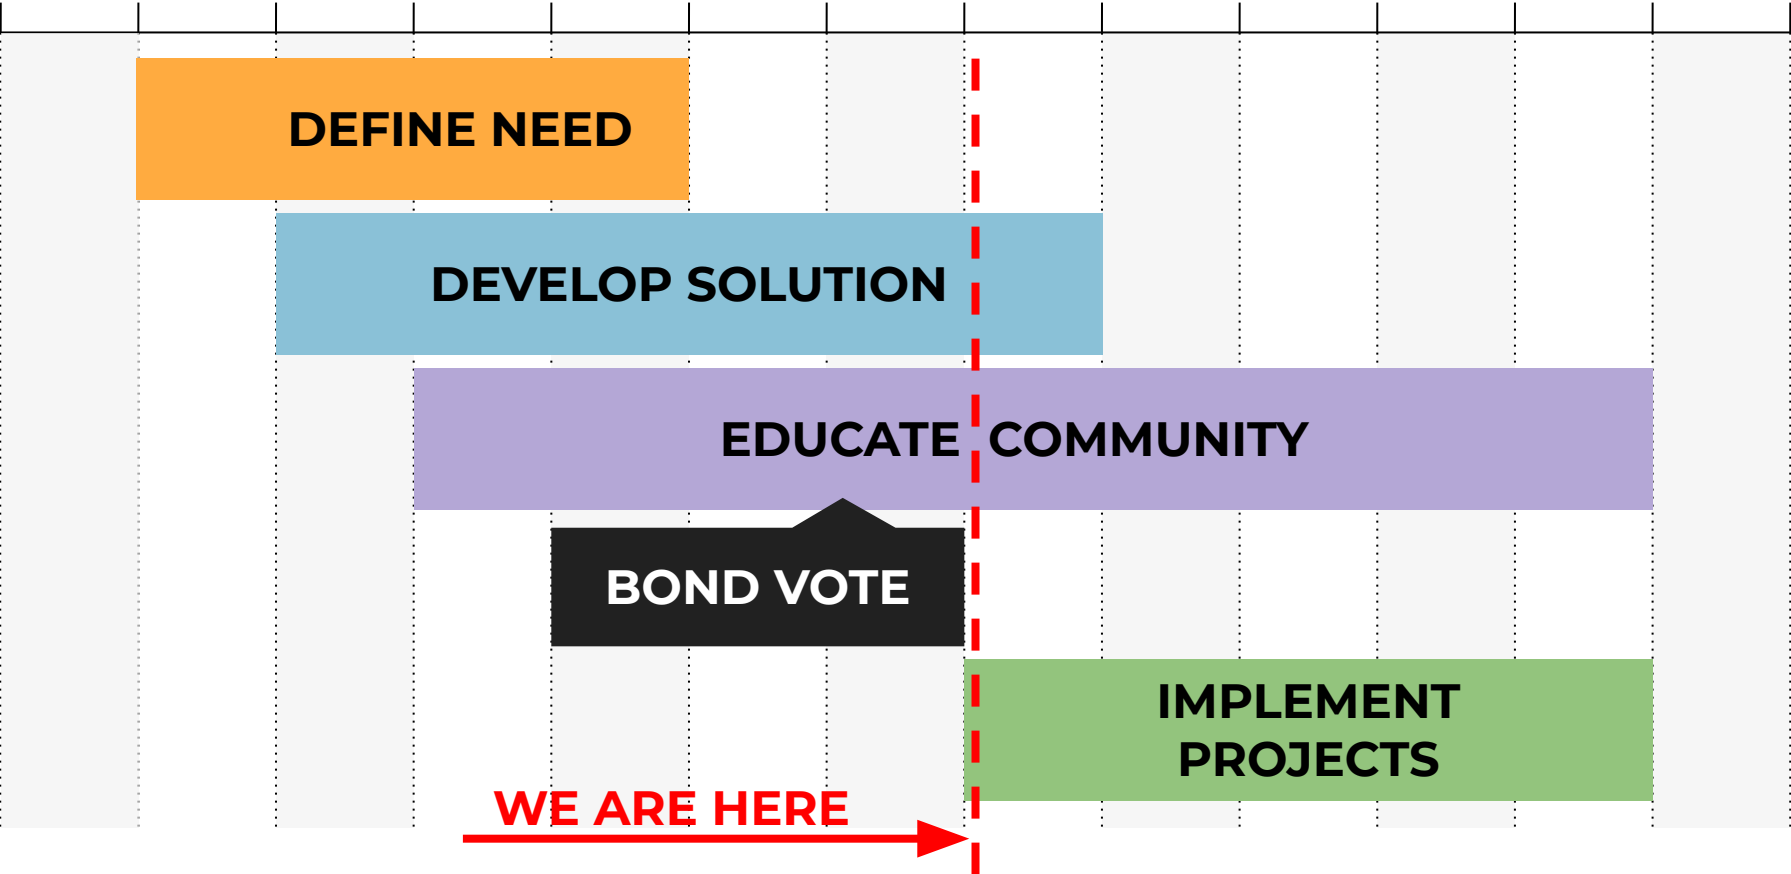 DEFINE NEED
DEVELOP SOLUTION
EDUCATE COMMUNITY
BOND VOTE
IMPLEMENT
PROJECTS
WE ARE HERE